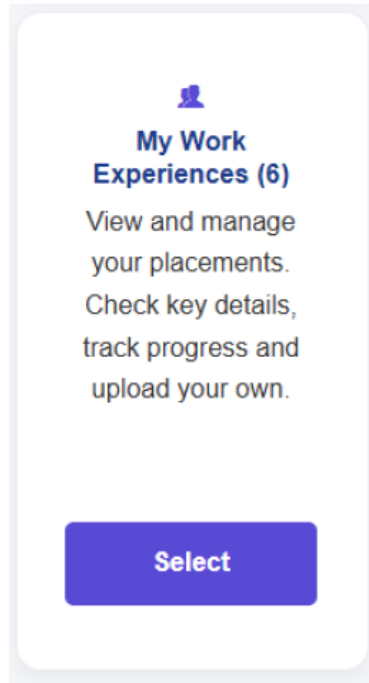 My Work
Experiences (6)
View and manage
your placements.
Check key details,
track progress and
upload your own.
Select